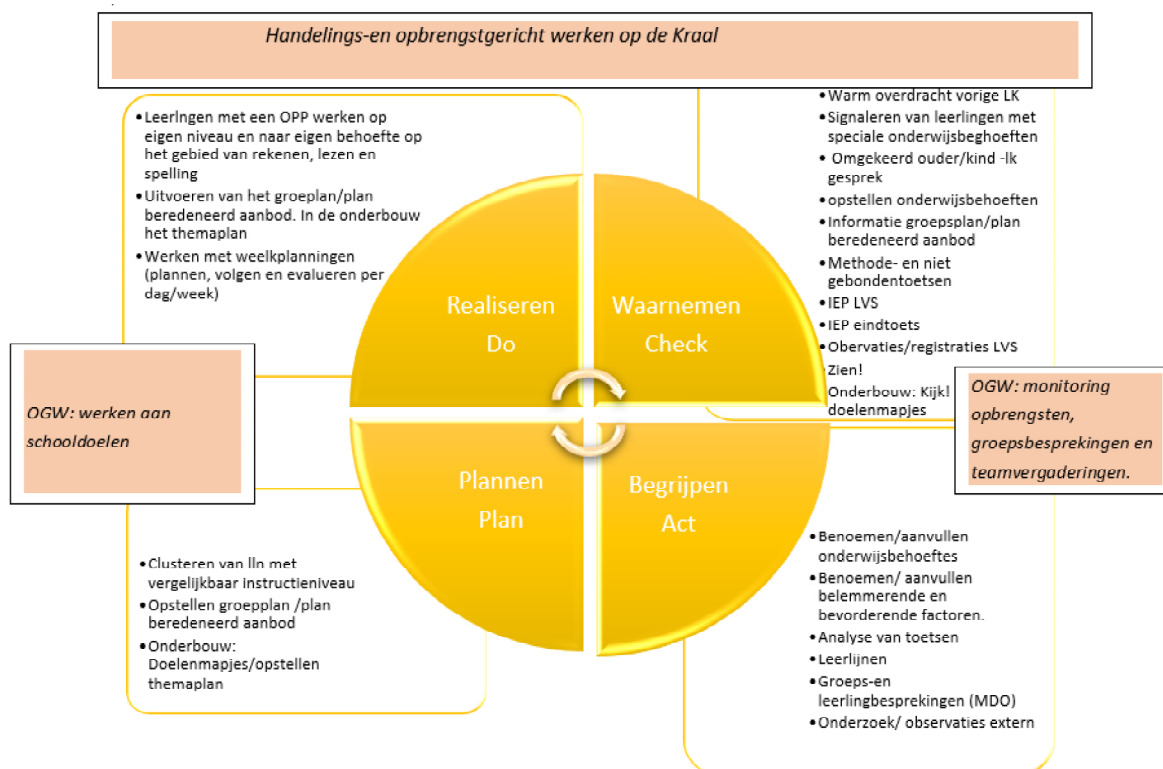 Handelings-en opbrengstgericht werken op de Kraal
•Leerlngen met een OPP werken op
eigen niveau en naar eigen behoefte op
het gebied van rekenen, lezen en
spelling
•Uitvoeren van het groeplan/plan
beredeneerd aanbod. In de onderbouw
het themaplan
•Werken met weelkplanningen
(plannen, volgen en evalueren per
dag/week)
•Warm overdracht vorige LK
•Signaleren van leerlingen met
speciale onderwijsbeghoeften
• Omgekeerd ouder/kind -lk
gesprek
•opstellen onderwijsbehoeften
•Informatie groepsplan/plan
beredeneerd aanbod
•Methode- en niet
gebondentoetsen
•IEP LVS
•IEP eindtoets
•Obervaties/registraties LVS
•Zien!
Onderbouw: Kijk!
doelenmapjes
Realiseren
Do
Waarnemen
Check
OGW: werken aan
schooldoelen
OGW: monitoring
opbrengsten,
groepsbesprekingen en
teamvergaderingen.
Plannen
Plan
Begrijpen
Act
•Clusteren van lln met
vergelijkbaar instructieniveau
•Opstellen groepplan /plan
beredeneerd aanbod
•Onderbouw:
Doelenmapjes/opstellen
themaplan
•Benoemen/aanvullen
onderwijsbehoeftes
•Benoemen/ aanvullen
belemmerende en
bevorderende factoren.
•Analyse van toetsen
•Leerlijnen
•Groeps-en
leerlingbesprekingen (MDO)
•Onderzoek/ observaties extern